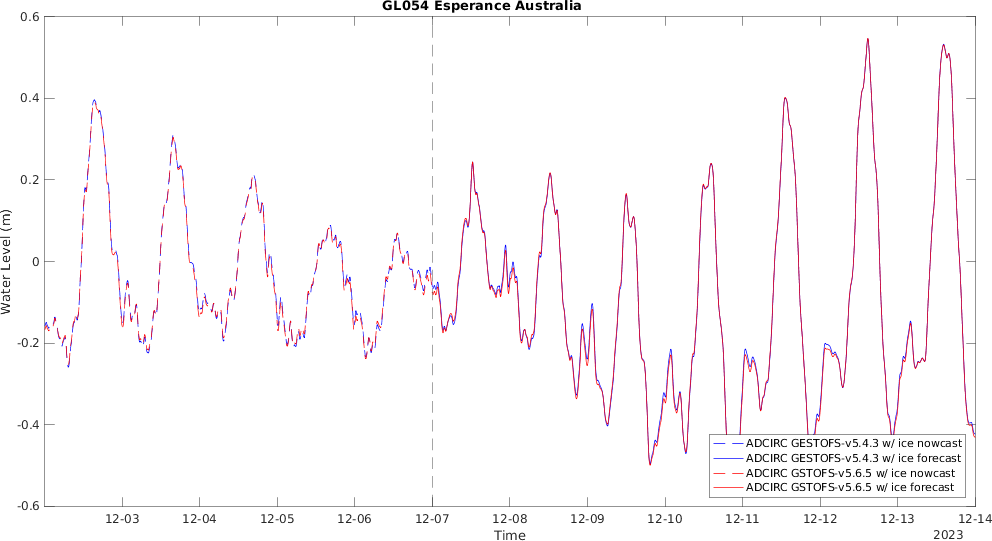 GL054 Esperance Australia
0.6
0.4
0.2
0
-0.2
-0.4
-0.6
Water Level (m)
ADCIRC GESTOFS-v5.4.3 w/ ice nowcast
ADCIRC GESTOFS-v5.4.3 w/ ice forecast
ADCIRC GSTOFS-v5.6.5 w/ ice nowcast
ADCIRC GSTOFS-v5.6.5 w/ ice forecast
12-03 12-04 12-05 12-06 12-07 12-08 12-09 12-10 12-11 12-12 12-13 12-14
Time
2023